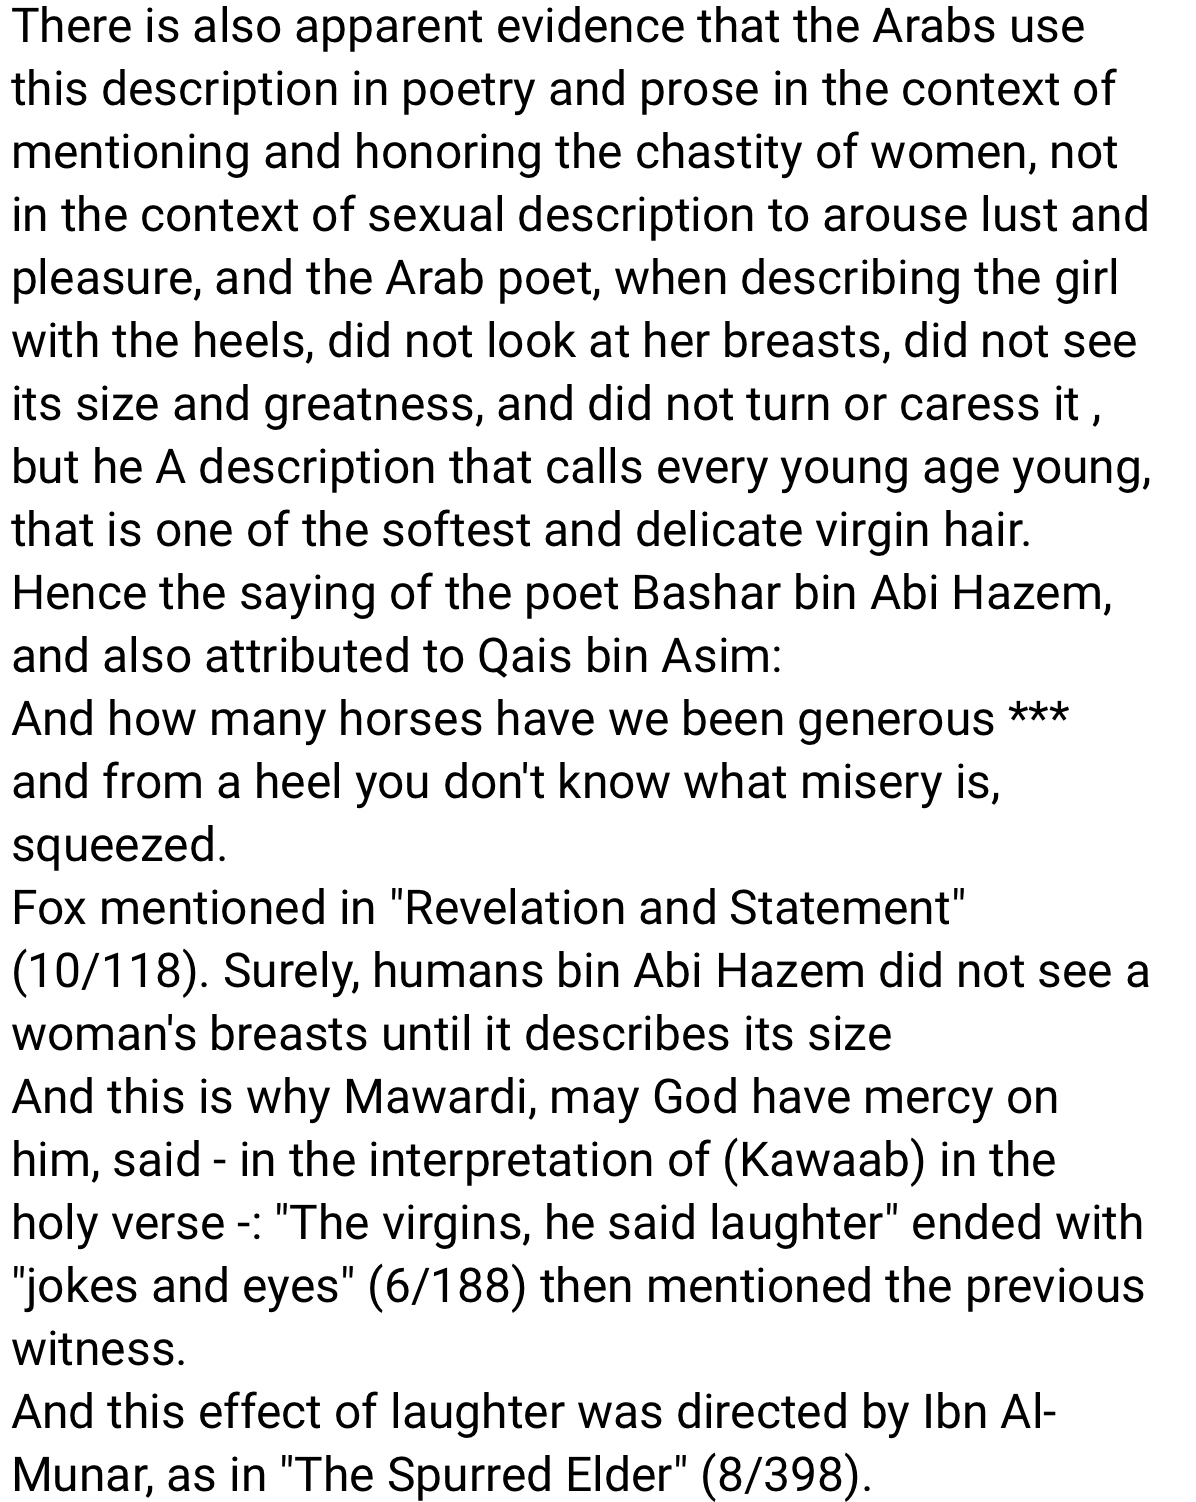 There is also apparent evidence that the Arabs use
this description in poetry and prose in the context of
mentioning and honoring the chastity of women, not
in the context of sexual description to arouse lust and
pleasure, and the Arab poet, when describing the girl
with the heels, did not look at her breasts, did not see
its size and greatness, and did not turn or caress it ,
but he A description that calls every young age young,
that is one of the softest and delicate virgin hair.
Hence the saying of the poet Bashar bin Abi Hazem,
and also attributed to Qais bin Asim:
And how many horses have we been generous ***
and from a heel you don't know what misery is,
squeezed.
Fox mentioned in "Revelation and Statement"
(10/118). Surely, humans bin Abi Hazem did not see a
woman's breasts until it describes its size
And this is why Mawardi, may God have mercy on
him, said - in the interpretation of (Kawaab) in the
holy verse -: "The virgins, he said laughter" ended with
"jokes and eyes" (6/188) then mentioned the previous
witness.
And this effect of laughter was directed by Ibn Al-
Munar, as in "The Spurred Elder" (8/398).